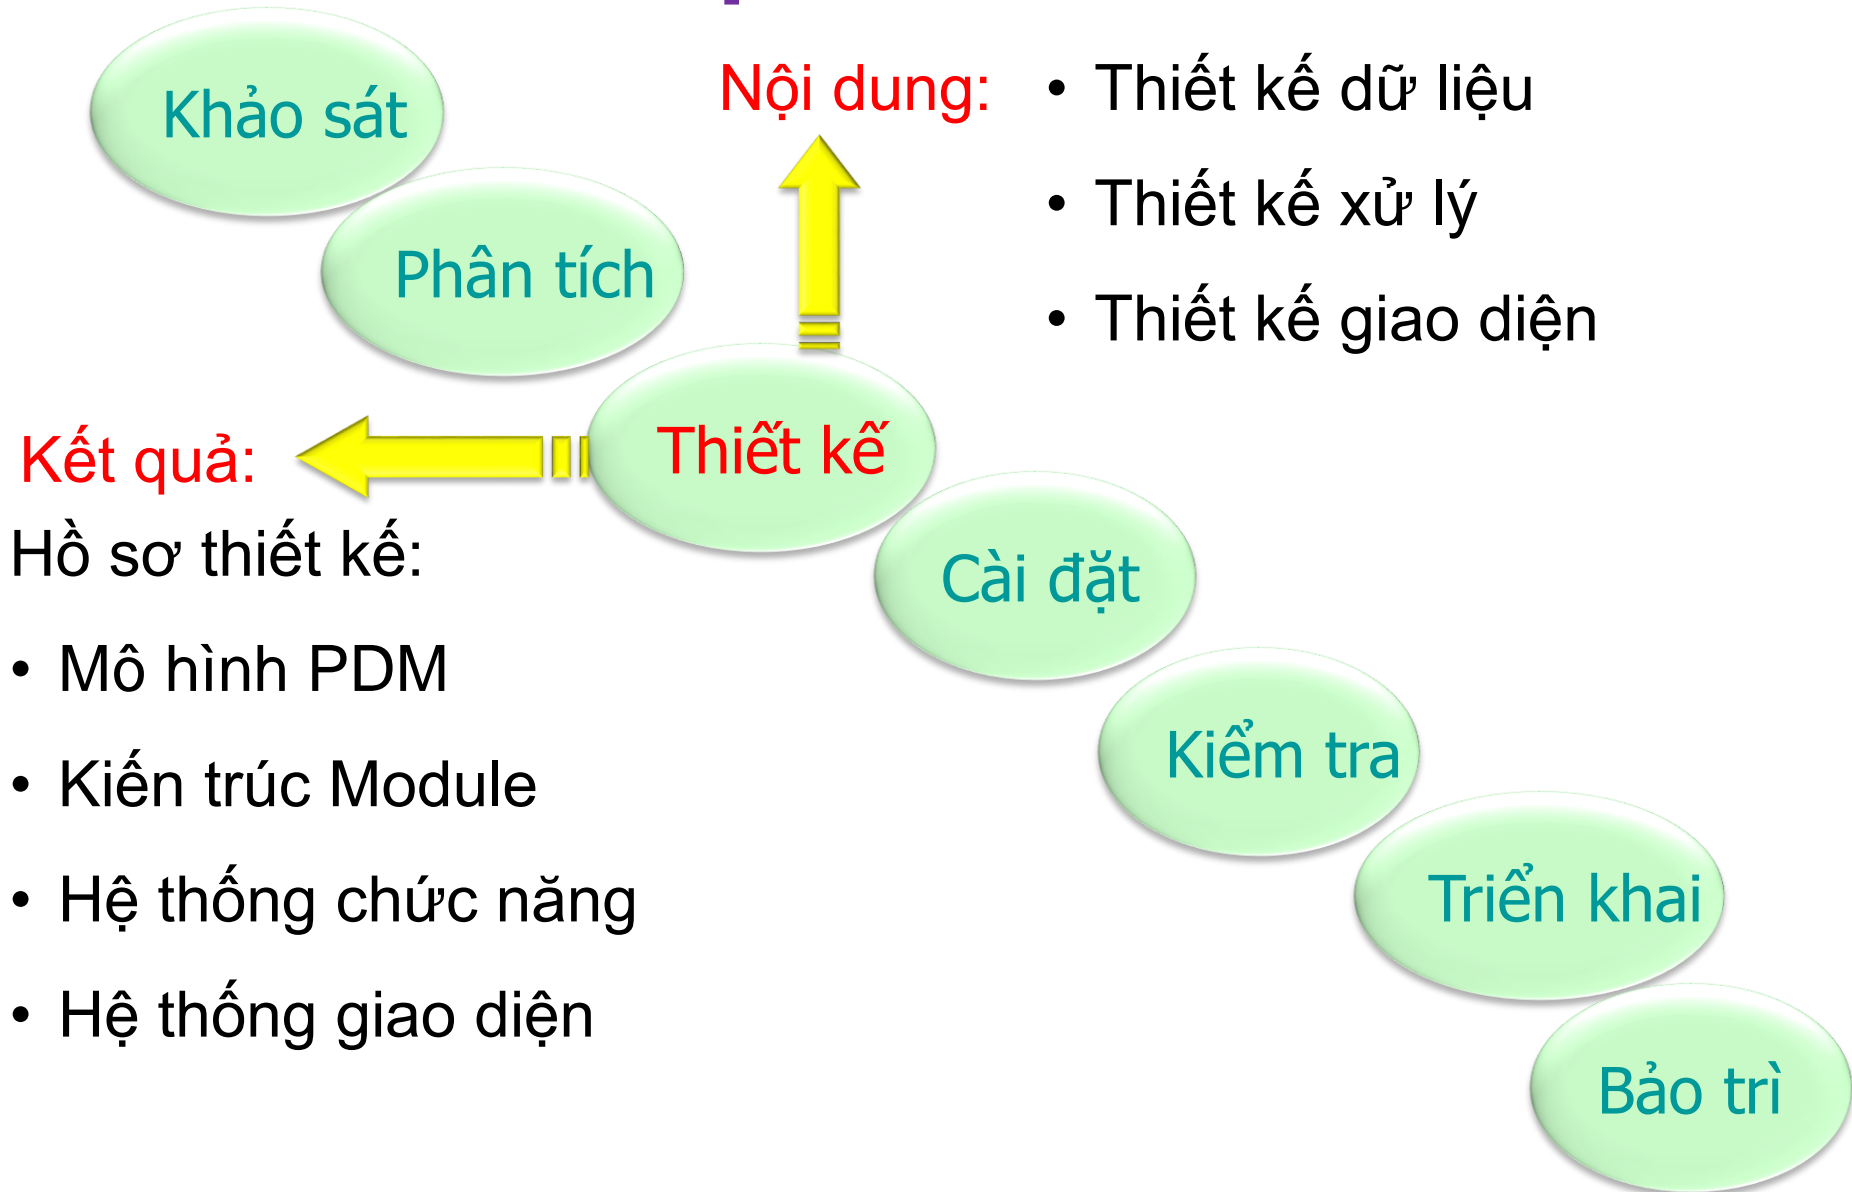 Khảo sát
Phân tích
Thiết kế
Cài đặt
Kiểm tra
Triển khai
Bảo trì
Nội dung:
• Thiết kế dữ liệu
• Thiết kế xử lý
• Thiết kế giao diện
Kết quả:
Hồ sơ thiết kế:
• Mô hình PDM
• Kiến trúc Module
• Hệ thống chức năng
• Hệ thống giao diện